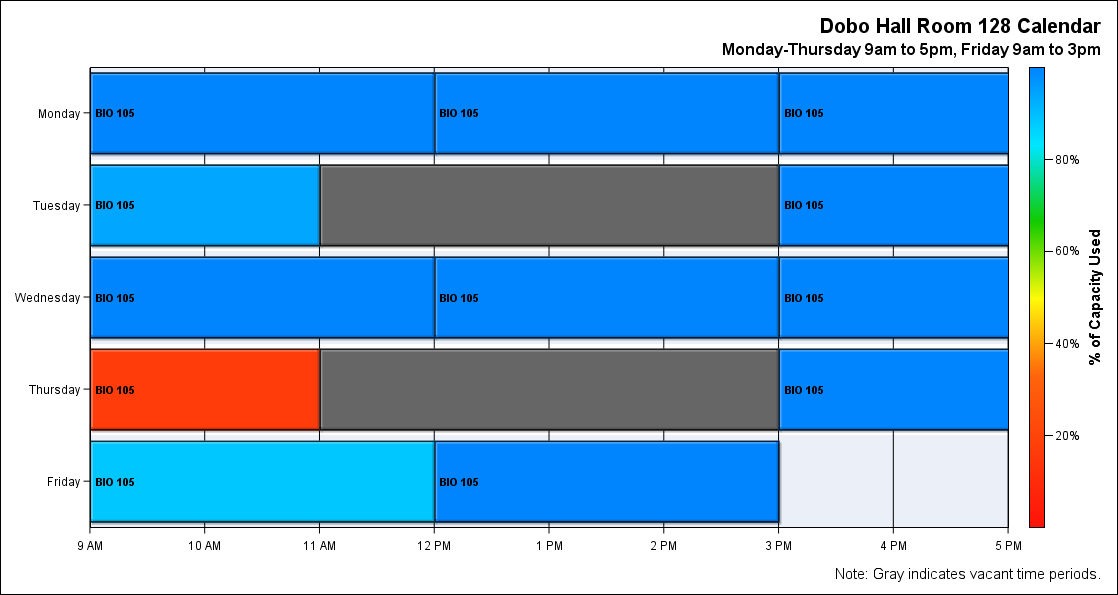 Dobo Hall Room 128 Calendar
Monday-Thursday 9am to 5pm, Friday 9am to 3pm
Monday BIO 105 BIO 105 BIO 105
Tuesday BIO 105 BIO 105
Wednesday BIO 105 BIO 105 BIO 105
Thursday BIO 105 BIO 105
Friday BIO 105 BIO 105
9 AM 10 AM 11 AM 12 PM 1 PM 2 PM 3 PM 4 PM 5 PM
80%
60%
40%
20%
% of Capacity Used
Note: Gray indicates vacant time periods.